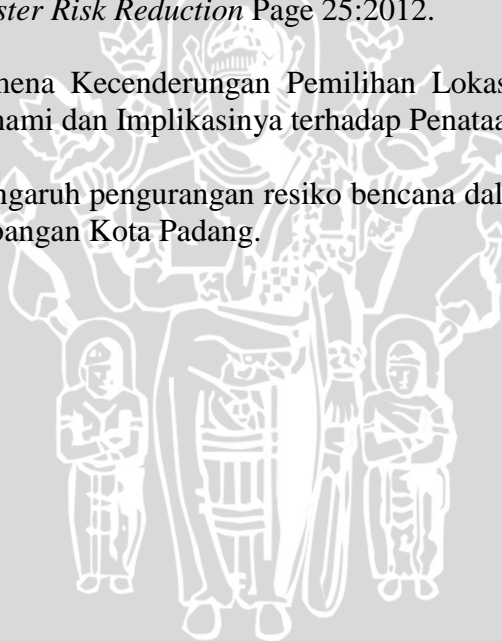 ster Risk Reduction Page 25:2012.
mena Kecenderungan Pemilihan Lokas
nami dan Implikasinya terhadap Penataa
ngaruh pengurangan resiko bencana dal
bangan Kota Padang.